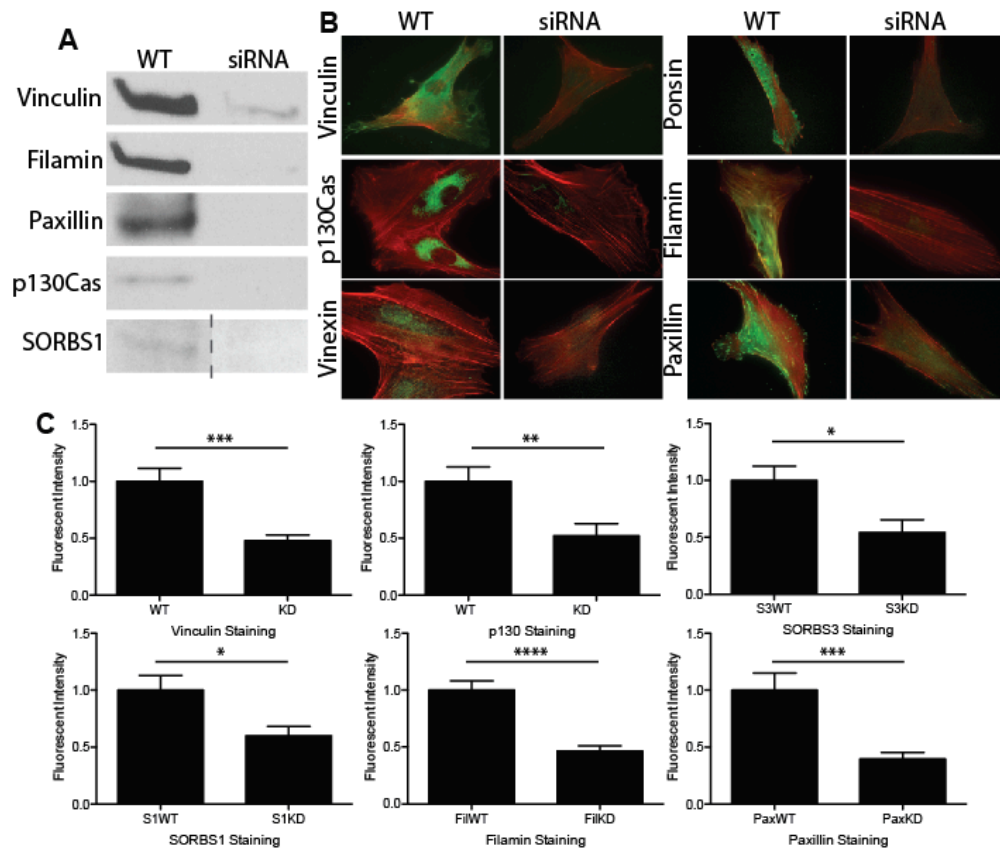 A
WT siRNA
Vinculin
Filamin
Paxillin
p130Cas
SORBS1
B
WT siRNA WT siRNA
Vinculin
Ponsin
p130Cas
Filamin
Vinexin
Paxillin
C
1.5
1.0
0.5
0.0
Fluorescent Intensity
***
WT KD
Vinculin Staining
1.5
1.0
0.5
0.0
Fluorescent Intensity
**
WT KD
p130 Staining
1.5
1.0
0.5
0.0
Fluorescent Intensity
*
S3WT S3KD
SORBS3 Staining
1.5
1.0
0.5
0.0
Fluorescent Intensity
*
S1WT S1KD
SORBS1 Staining
1.5
1.0
0.5
0.0
Fluorescent Intensity
****
FilWT FilKD
Filamin Staining
1.5
1.0
0.5
0.0
Fluorescent Intensity
***
PaxWT PaxKD
Paxillin Staining